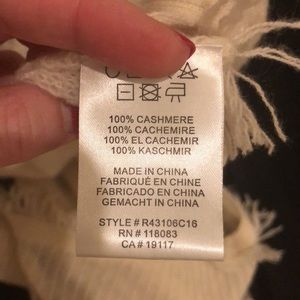 100% CASHMERE
100% CACHEMIRE
100% EL CACHEMIR
100% KASCHMIR
MADE IN CHINA
FABRIQUÉ EN CHINE
FABRICADO EN CHINA
GEMACHT IN CHINA
STYLE # R43106C16
RN # 118083
CA# 19117